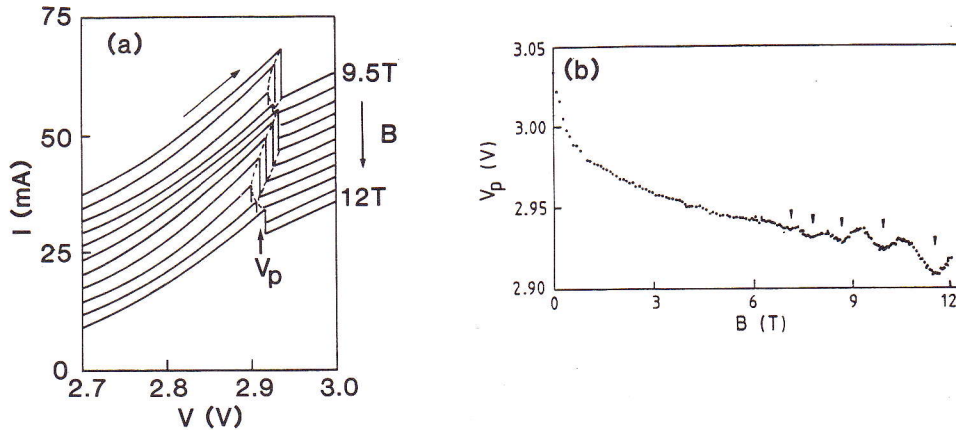 (a)
75
50
25
0
I (mA)
9.5T
B
12T
Vp
2.7 2.8 2.9 3.0
V (V)
(b)
3.05
3.00
2.95
2.90
Vp (V)
0 3 6 9 12
B (T)